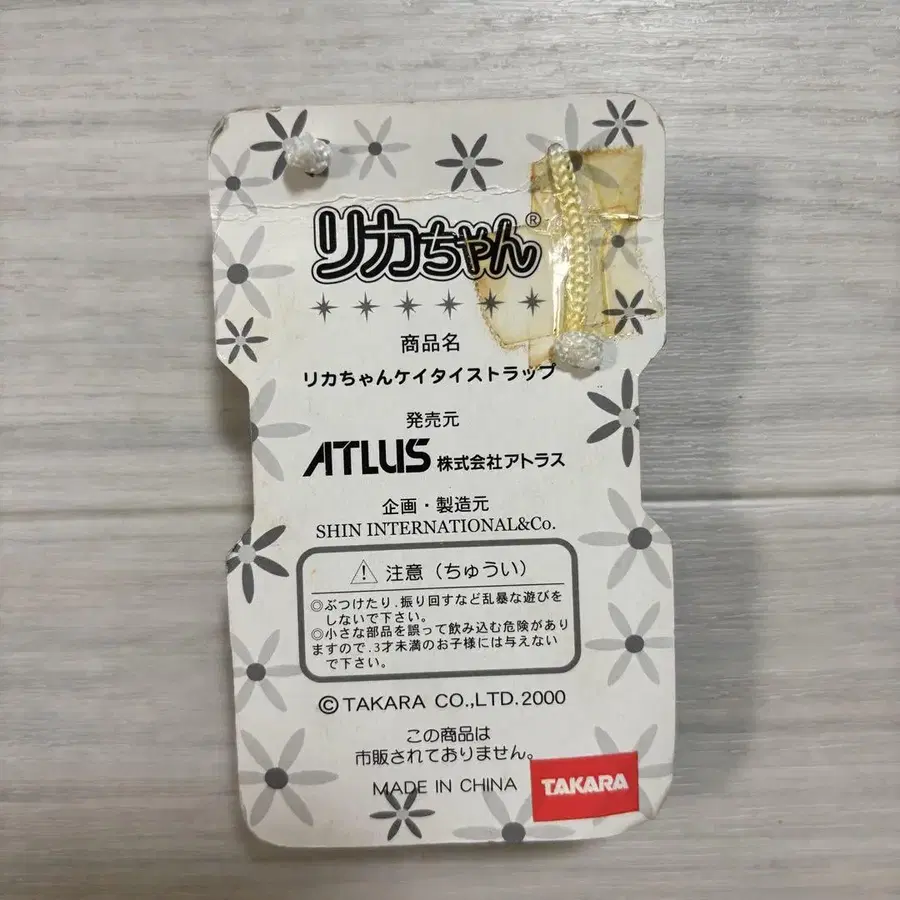 リカちゃん®
商品名
リカちゃんケイタイストラップ
発売元
ATLUS 株式会社アトラス
企画・製造元
SHIN INTERNATIONAL&Co.
注意（ちゅうい）
◎ぶつけたり,振り回すなど乱暴な遊びを
しないで下さい。
◎小さな部品を誤って飲み込む危険があり
ますので,3才未満のお子様には与えない
で下さい。
©TAKARA CO.,LTD.2000
この商品は
市販されておりません。
MADE IN CHINA
TAKARA